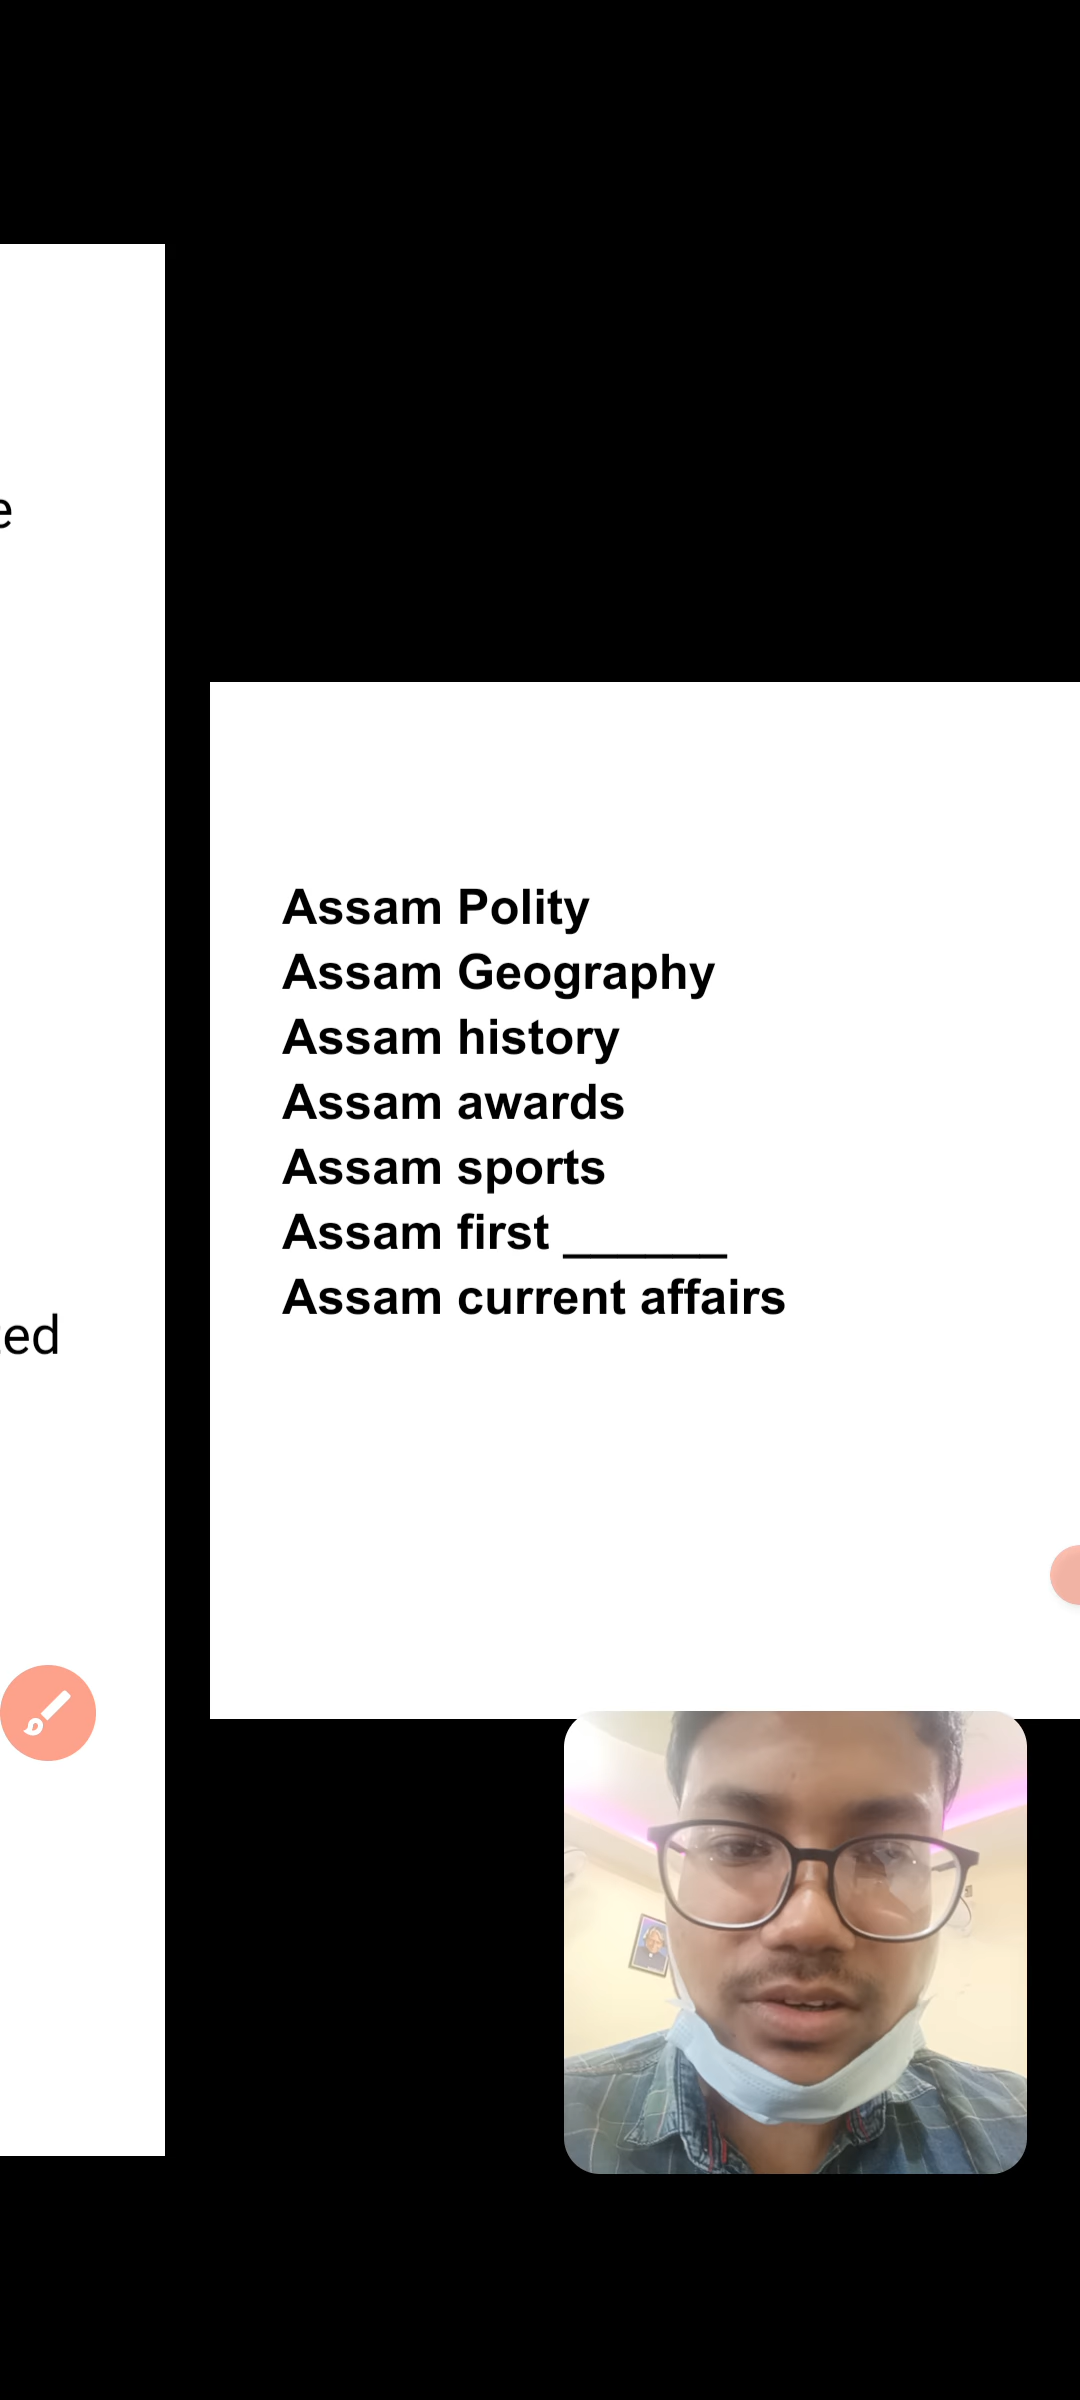 e
ed
Assam Polity
Assam Geography
Assam history
Assam awards
Assam sports
Assam first ______
Assam current affairs